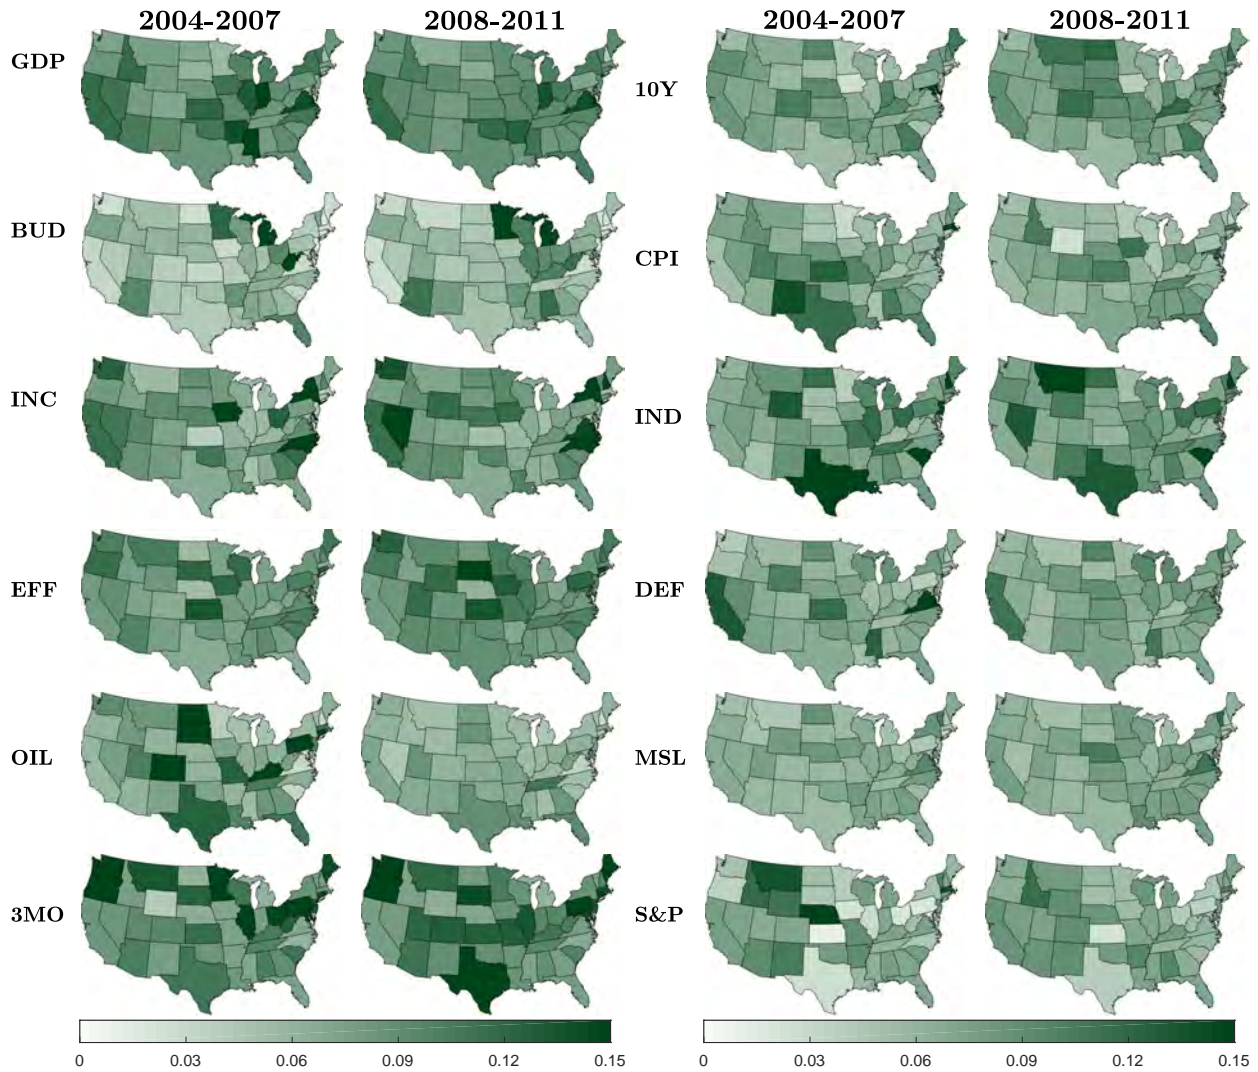 2004-2007 2008-2011 2004-2007 2008-2011
GDP 10Y
BUD CPI
INC IND
EFF DEF
OIL MSL
3MO S&P
0 0.03 0.06 0.09 0.12 0.15 0 0.03 0.06 0.09 0.12 0.15